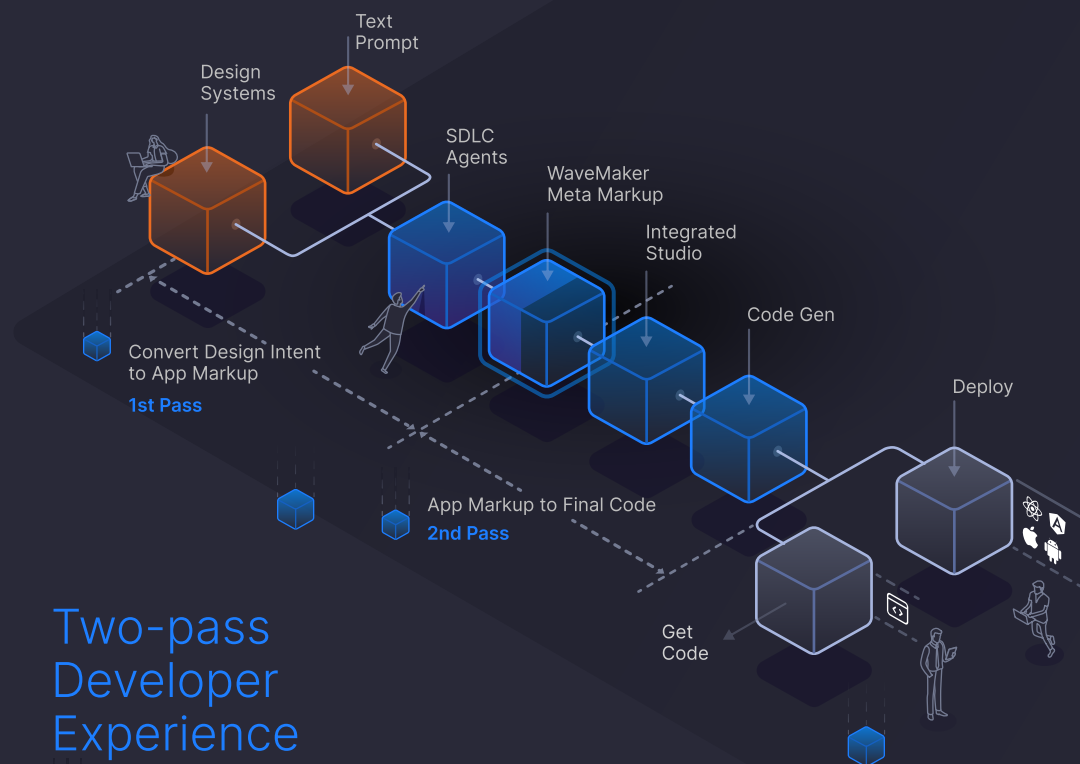 Text
Prompt
Design
Systems
SDLC
Agents
WaveMaker
Meta Markup
Integrated
Studio
Code Gen
Deploy
Convert Design Intent
to App Markup
1st Pass
App Markup to Final Code
2nd Pass
Get
Code
Two-pass
Developer
Experience